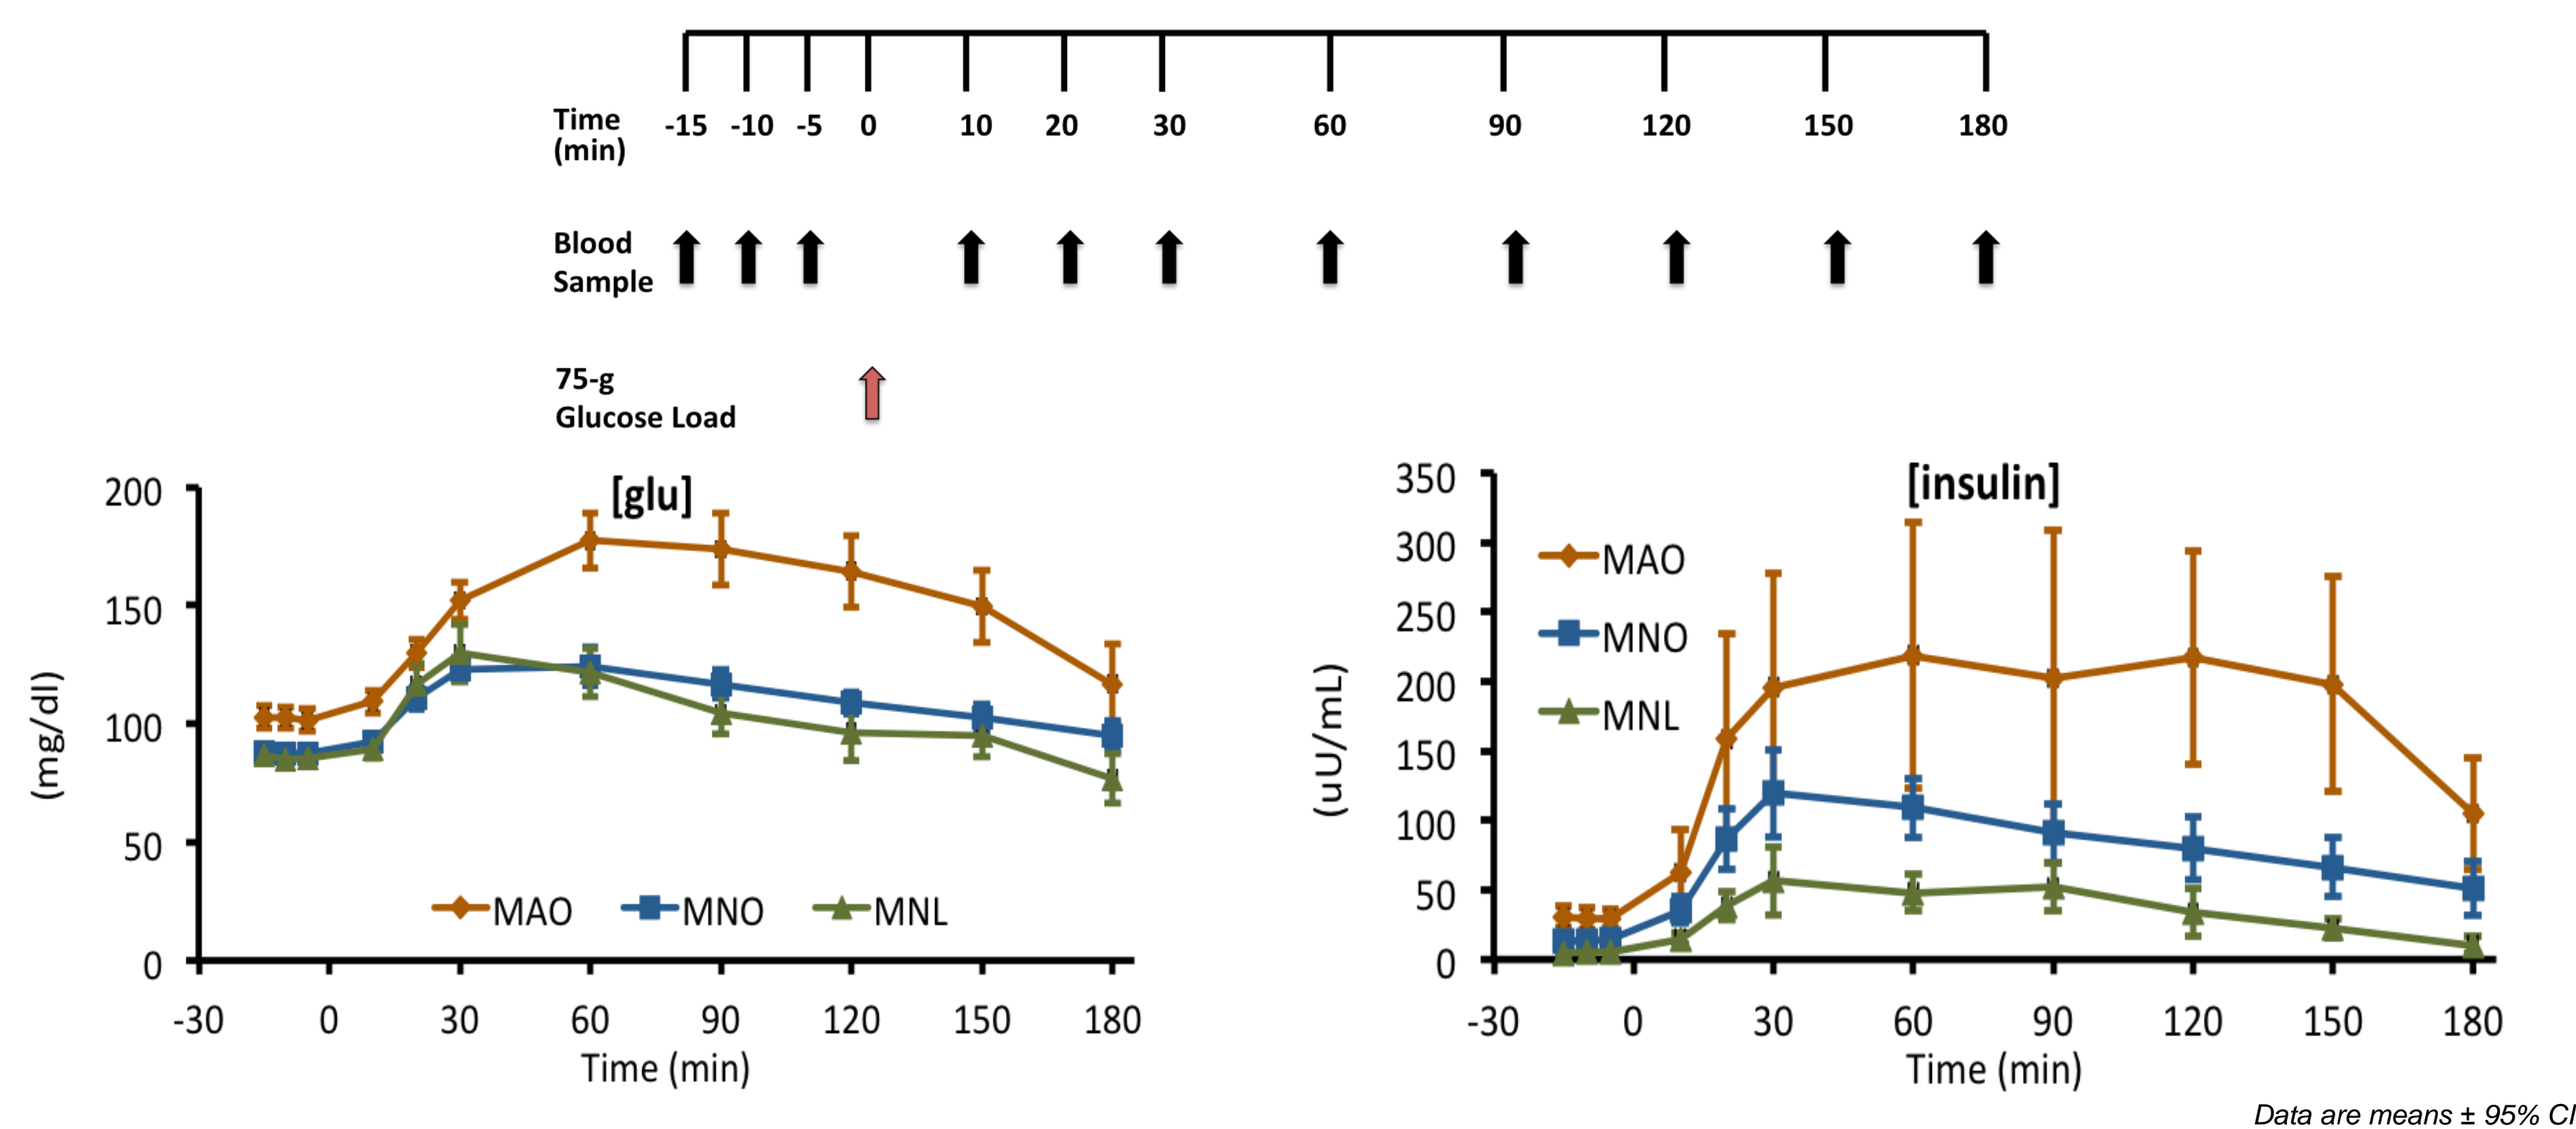 Time
(min)
-15 -10 -5 0 10 20 30 60 90 120 150 180
Blood
Sample
75-g
Glucose Load
[glu]
200
150
100
50
0
(mg/dl)
MAO MNO MNL
-30 0 30 60 90 120 150 180
Time (min)
[insulin]
350
300
250
200
150
100
50
0
(uU/mL)
MAO
MNO
MNL
-30 0 30 60 90 120 150 180
Time (min)
Data are means ± 95% CI